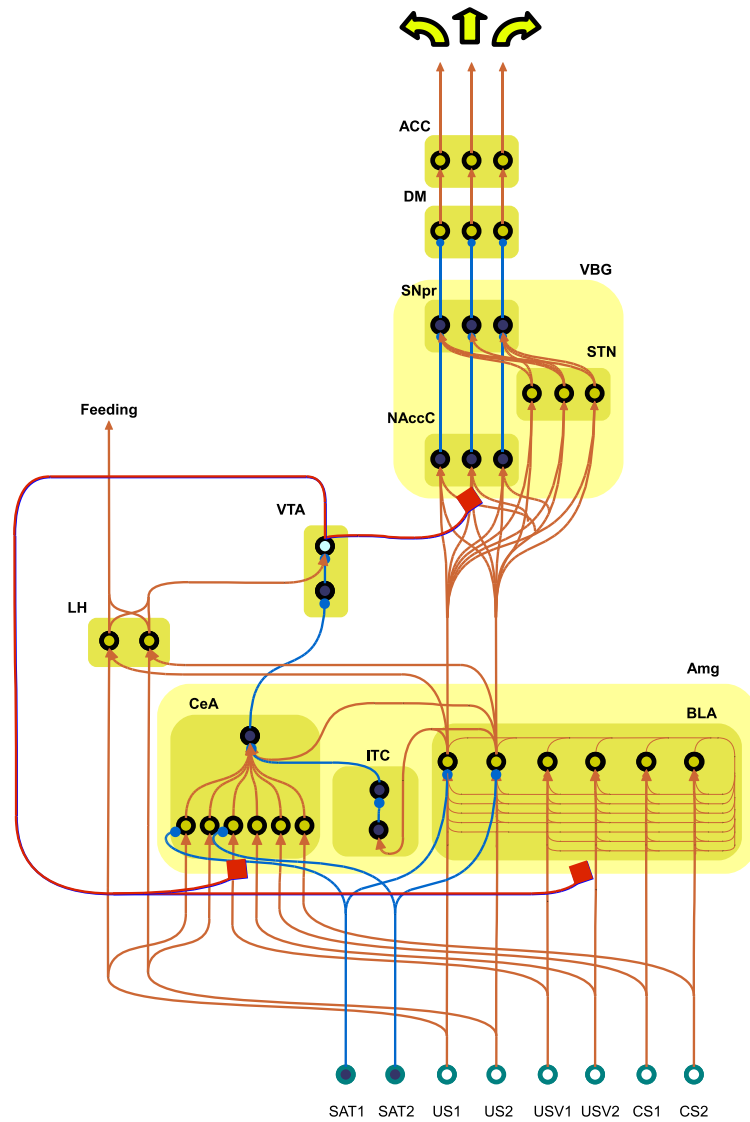 ACC
DM
VBG
SNpr
STN
Feeding
NAccC
VTA
LH
Amg
CeA
BLA
ITC
SAT1 SAT2 US1 US2 USV1 USV2 CS1 CS2